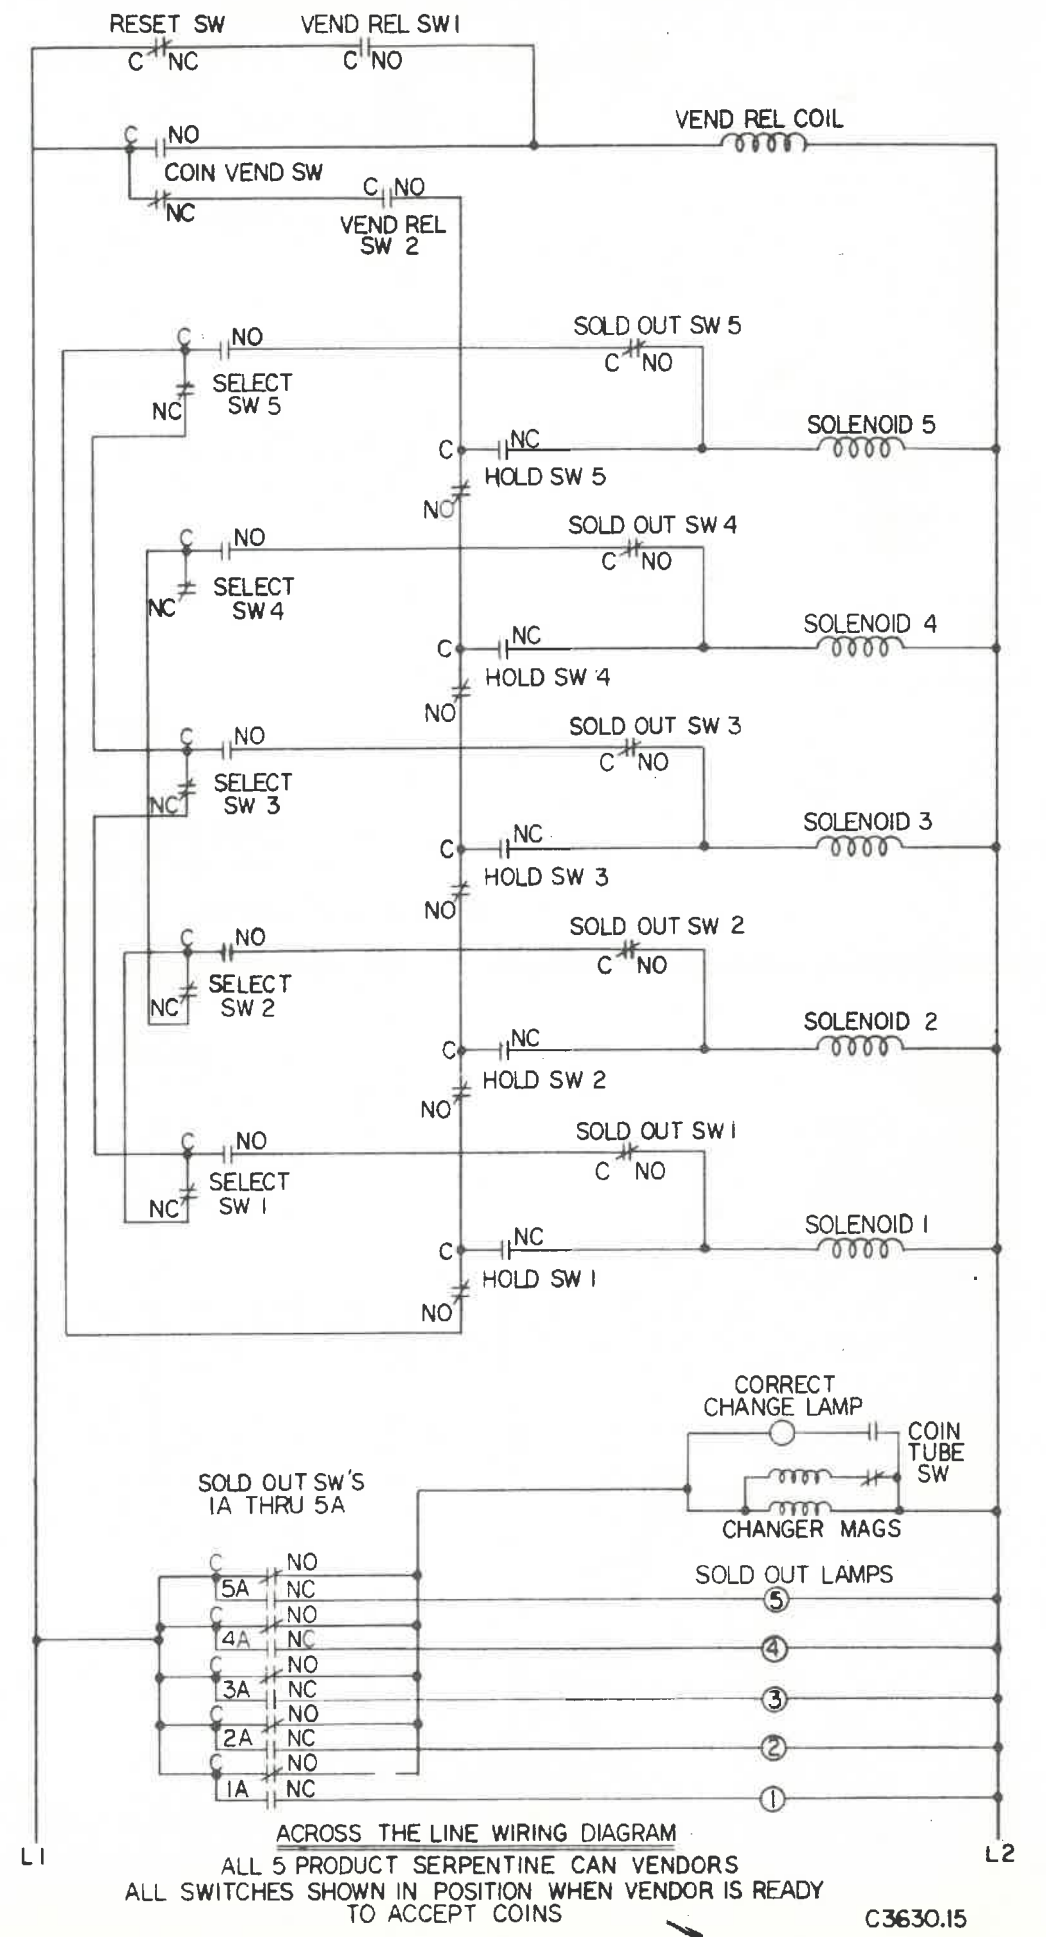 RESET SW VEND REL SW 1
C NC C NO
VEND REL COIL
C NO
COIN VEND SW
C NO
NC
VEND REL
SW 2
SOLD OUT SW 5
C NO
C NO
SELECT
SW 5
NC
SOLENOID 5
C NC
HOLD SW 5
NO
SOLD OUT SW 4
C NO
C NO
SELECT
SW 4
NC
SOLENOID 4
C NC
HOLD SW 4
NO
SOLD OUT SW 3
C NO
C NO
SELECT
SW 3
NC
SOLENOID 3
C NC
HOLD SW 3
NO
SOLD OUT SW 2
C NO
C NO
SELECT
SW 2
NC
SOLENOID 2
C NC
HOLD SW 2
NO
SOLD OUT SW 1
C NO
C NO
SELECT
SW 1
NC
SOLENOID 1
C NC
HOLD SW 1
NO
CORRECT
CHANGE LAMP
COIN
TUBE
SW
SOLD OUT SW'S
1A THRU 5A
CHANGER MAGS
C NO
SOLD OUT LAMPS
5A NC 5
C NO
4A NC 4
C NO
3A NC 3
C NO
2A NC 2
C NO
1A NC 1
ACROSS THE LINE WIRING DIAGRAM
L1 L2
ALL 5 PRODUCT SERPENTINE CAN VENDORS
ALL SWITCHES SHOWN IN POSITION WHEN VENDOR IS READY
TO ACCEPT COINS
C3630.15